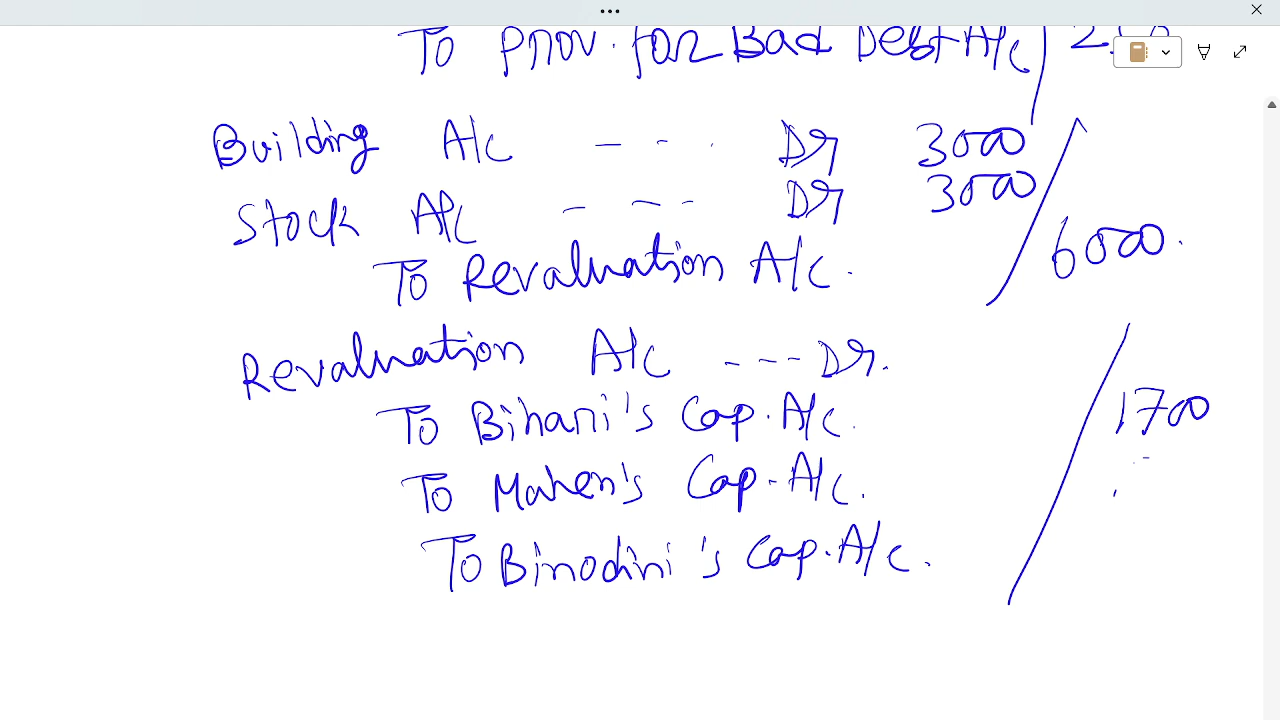 To Prov. for Bad Debt A/c
Building A/c --- Dr 3000
Stock A/c --- Dr 3000
To Revaluation A/c. 6000.
Revaluation A/c --- Dr.
To Bihari's Cap. A/c. 1700
To Mahen's Cap. A/c.
To Binodini's Cap. A/c.